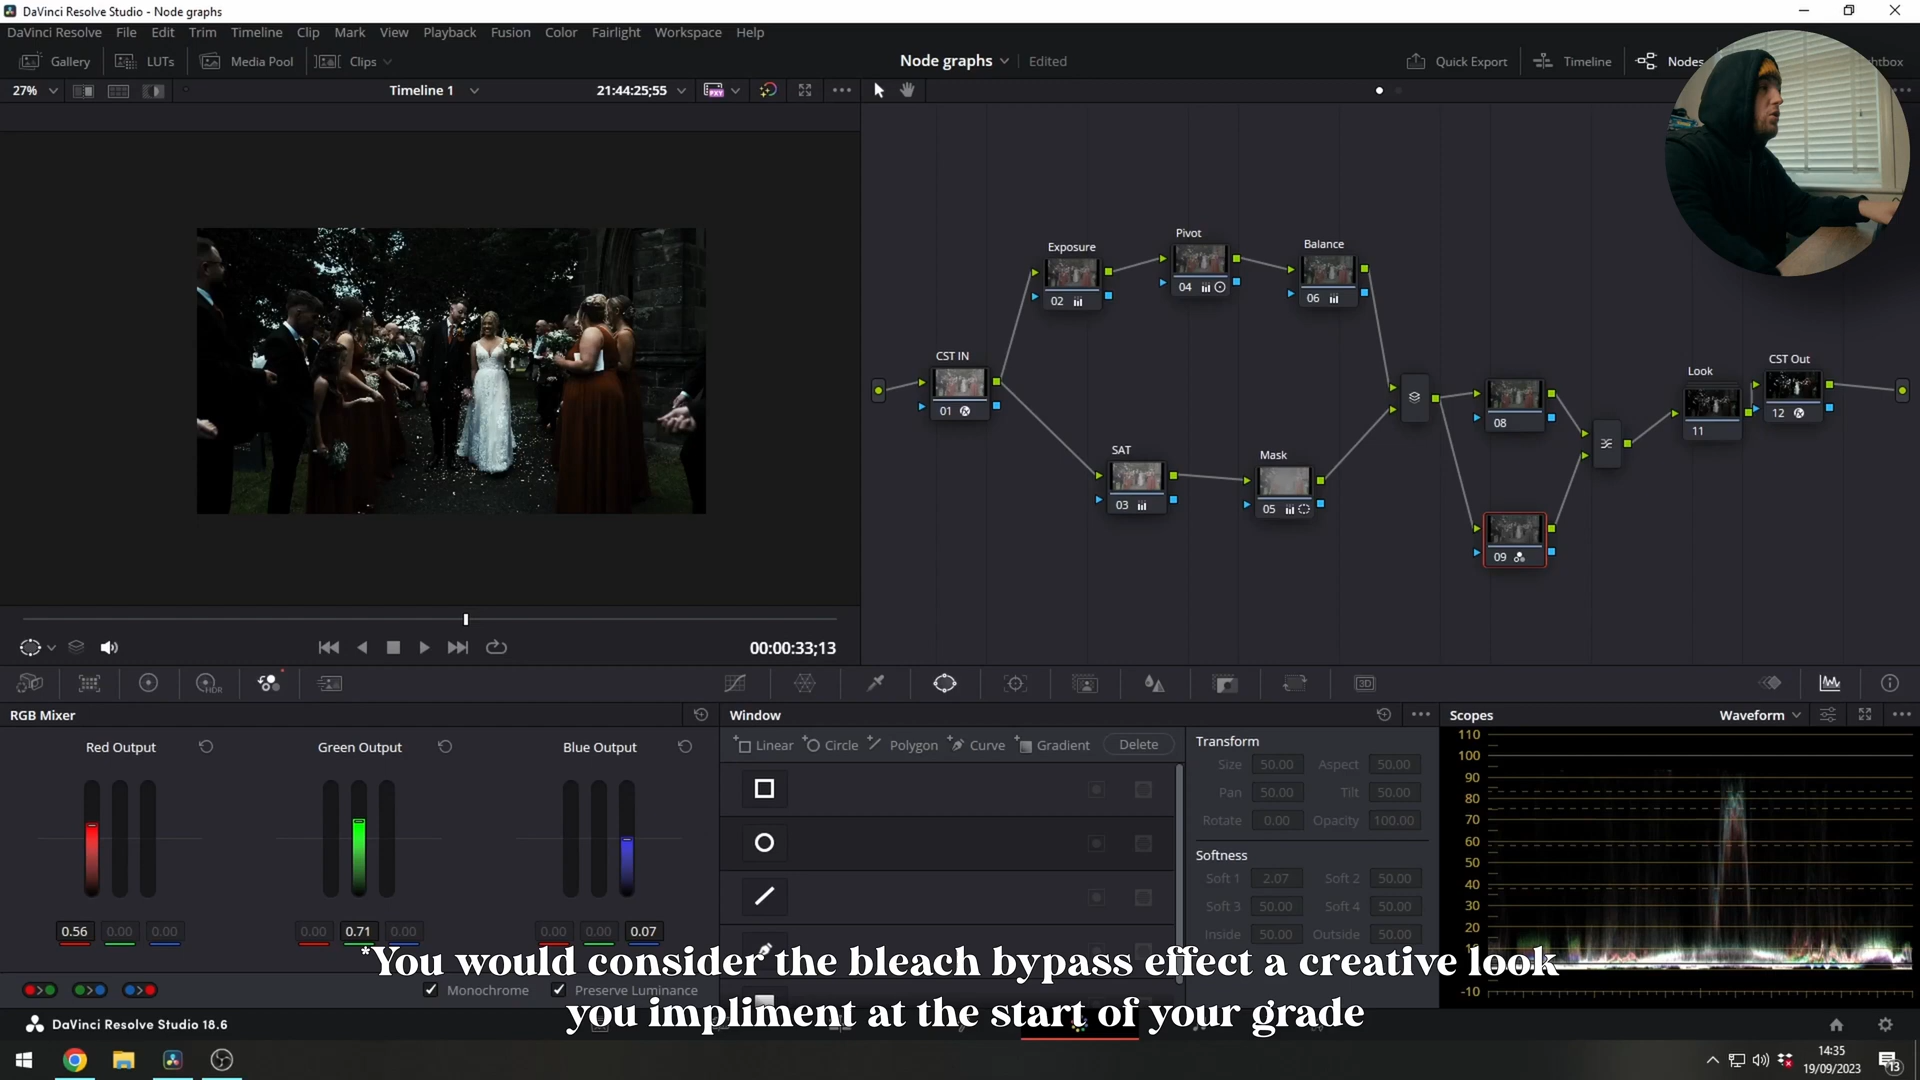 DaVinci Resolve Studio - Node graphs
DaVinci Resolve File Edit Trim Timeline Clip Mark View Playback Fusion Color Fairlight Workspace Help
Gallery LUTs Media Pool Clips Node graphs Edited Quick Export Timeline Nodes htbox
27% Timeline 1 21:44:25;55
Exposure
02
Pivot
04
Balance
06
CST IN
01
SAT
03
Mask
05
08
09
Look
11
CST Out
12
00:00:33;13
HDR
3D
RGB Mixer
Red Output Green Output Blue Output
0.56 0.00 0.00 0.00 0.71 0.00 0.00 0.00 0.07
Monochrome Preserve Luminance
Window
Linear Circle Polygon Curve Gradient Delete
Transform
Size 50.00 Aspect 50.00
Pan 50.00 Tilt 50.00
Rotate 0.00 Opacity 100.00
Softness
Soft 1 2.07 Soft 2 50.00
Soft 3 50.00 Soft 4 50.00
Inside 50.00 Outside 50.00
Scopes Waveform
110
100
90
80
70
60
50
40
30
20
-10
*You would consider the bleach bypass effect a creative look
you impliment at the start of your grade
DaVinci Resolve Studio 18.6
14:35
19/09/2023
13